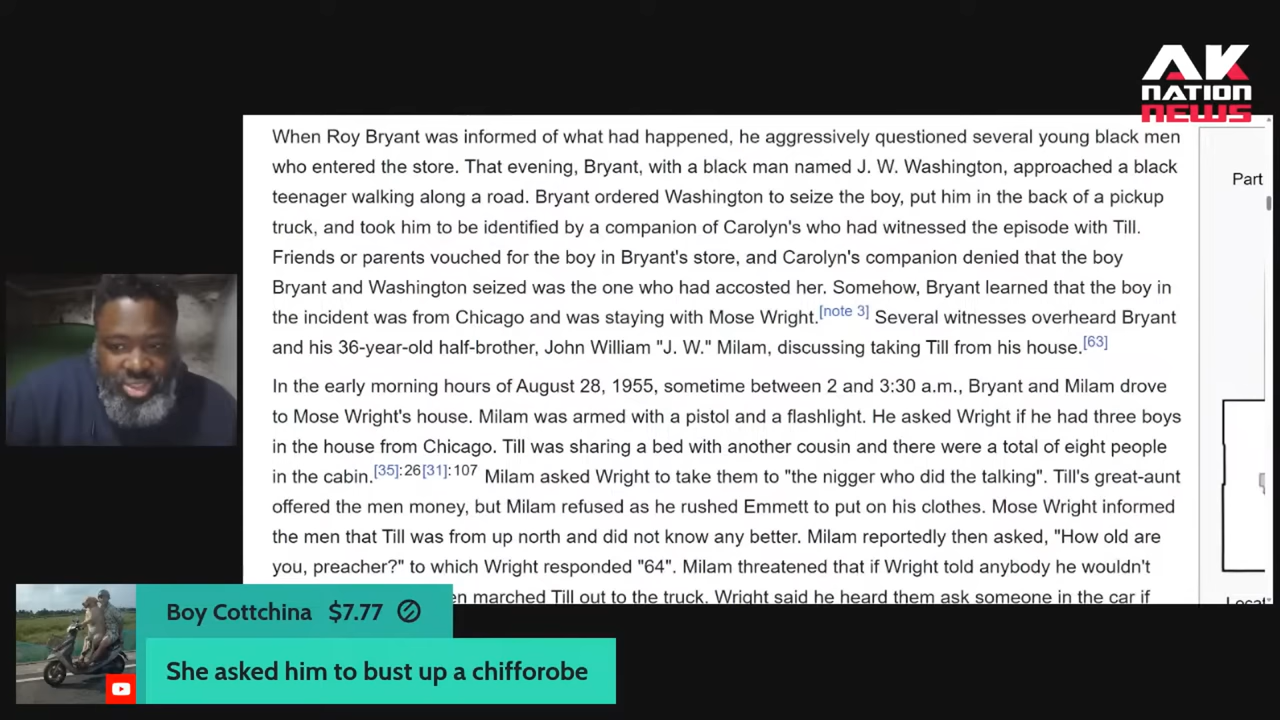 AK
NATION
NEWS
When Roy Bryant was informed of what had happened, he aggressively questioned several young black men
who entered the store. That evening, Bryant, with a black man named J. W. Washington, approached a black
teenager walking along a road. Bryant ordered Washington to seize the boy, put him in the back of a pickup
truck, and took him to be identified by a companion of Carolyn's who had witnessed the episode with Till.
Friends or parents vouched for the boy in Bryant's store, and Carolyn's companion denied that the boy
Bryant and Washington seized was the one who had accosted her. Somehow, Bryant learned that the boy in
the incident was from Chicago and was staying with Mose Wright.[note 3] Several witnesses overheard Bryant
and his 36-year-old half-brother, John William "J. W." Milam, discussing taking Till from his house.[63]
In the early morning hours of August 28, 1955, sometime between 2 and 3:30 a.m., Bryant and Milam drove
to Mose Wright's house. Milam was armed with a pistol and a flashlight. He asked Wright if he had three boys
in the house from Chicago. Till was sharing a bed with another cousin and there were a total of eight people
in the cabin.[35]:26[31]:107 Milam asked Wright to take them to "the nigger who did the talking". Till's great-aunt
offered the men money, but Milam refused as he rushed Emmett to put on his clothes. Mose Wright informed
the men that Till was from up north and did not know any better. Milam reportedly then asked, "How old are
you, preacher?" to which Wright responded "64". Milam threatened that if Wright told anybody he wouldn't
en marched Till out to the truck. Wright said he heard them ask someone in the car if
Part
Boy Cottchina $7.77
She asked him to bust up a chifforobe